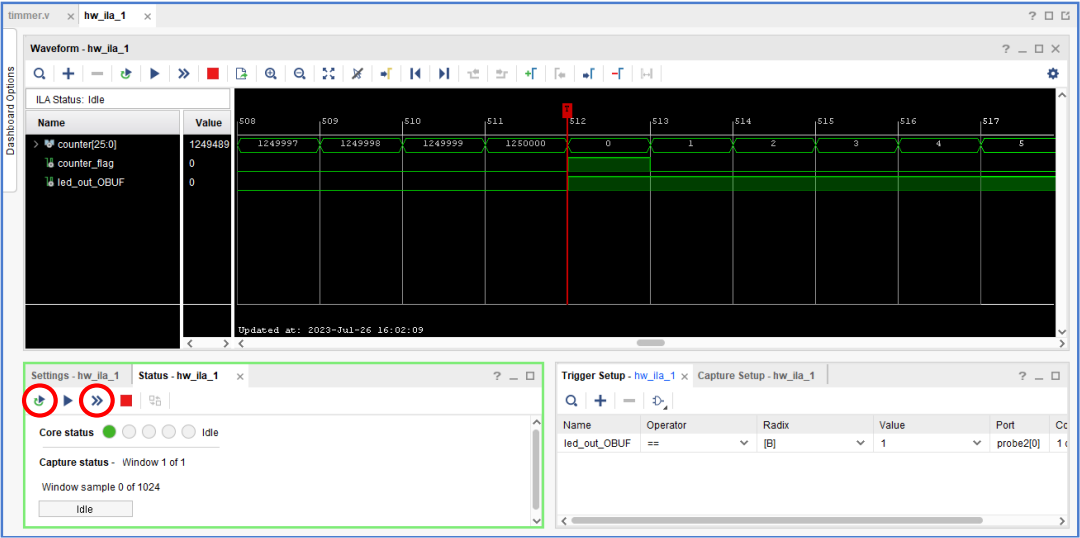 timmer.v × hw_ila_1 × ? 
Dashboard Options
Waveform - hw_ila_1 ?
ILA Status: Idle
Name Value 508 509 510 511 512 513 514 515 516 517
counter[25:0] 1249489 1249997 1249998 1249999 1250000 0 1 2 3 4 5
counter_flag 0
led_out_OBUF 0
Updated at: 2023-Jul-26 16:02:09
Settings - hw_ila_1 Status - hw_ila_1 × ?
Core status Idle
Capture status - Window 1 of 1
Window sample 0 of 1024
Idle
Trigger Setup - hw_ila_1 × Capture Setup - hw_ila_1 ?
Name Operator Radix Value Port Co
led_out_OBUF == [B] 1 probe2[0] 1